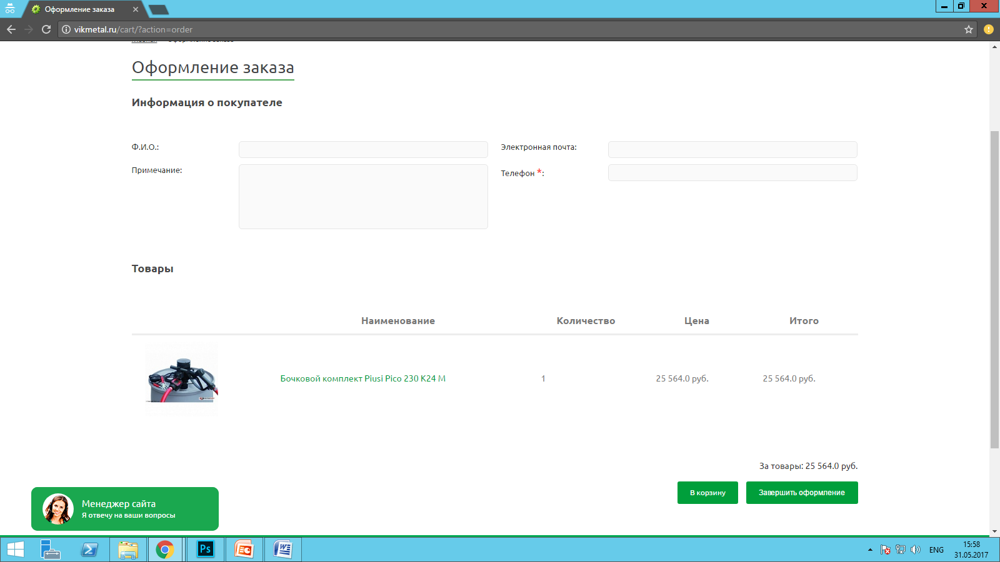 Оформление заказа
vikmetal.ru/cart/?action=order
Оформление заказа
Информация о покупателе
Ф.И.О.:
Электронная почта:
Примечание:
Телефон *:
Товары
Наименование Количество Цена Итого
Бочковой комплект Piusi Pico 230 K24 M 1 25 564.0 руб. 25 564.0 руб.
За товары: 25 564.0 руб.
В корзину Завершить оформление
Менеджер сайта
Я отвечу на ваши вопросы
Ps
ENG
15:58
31.05.2017